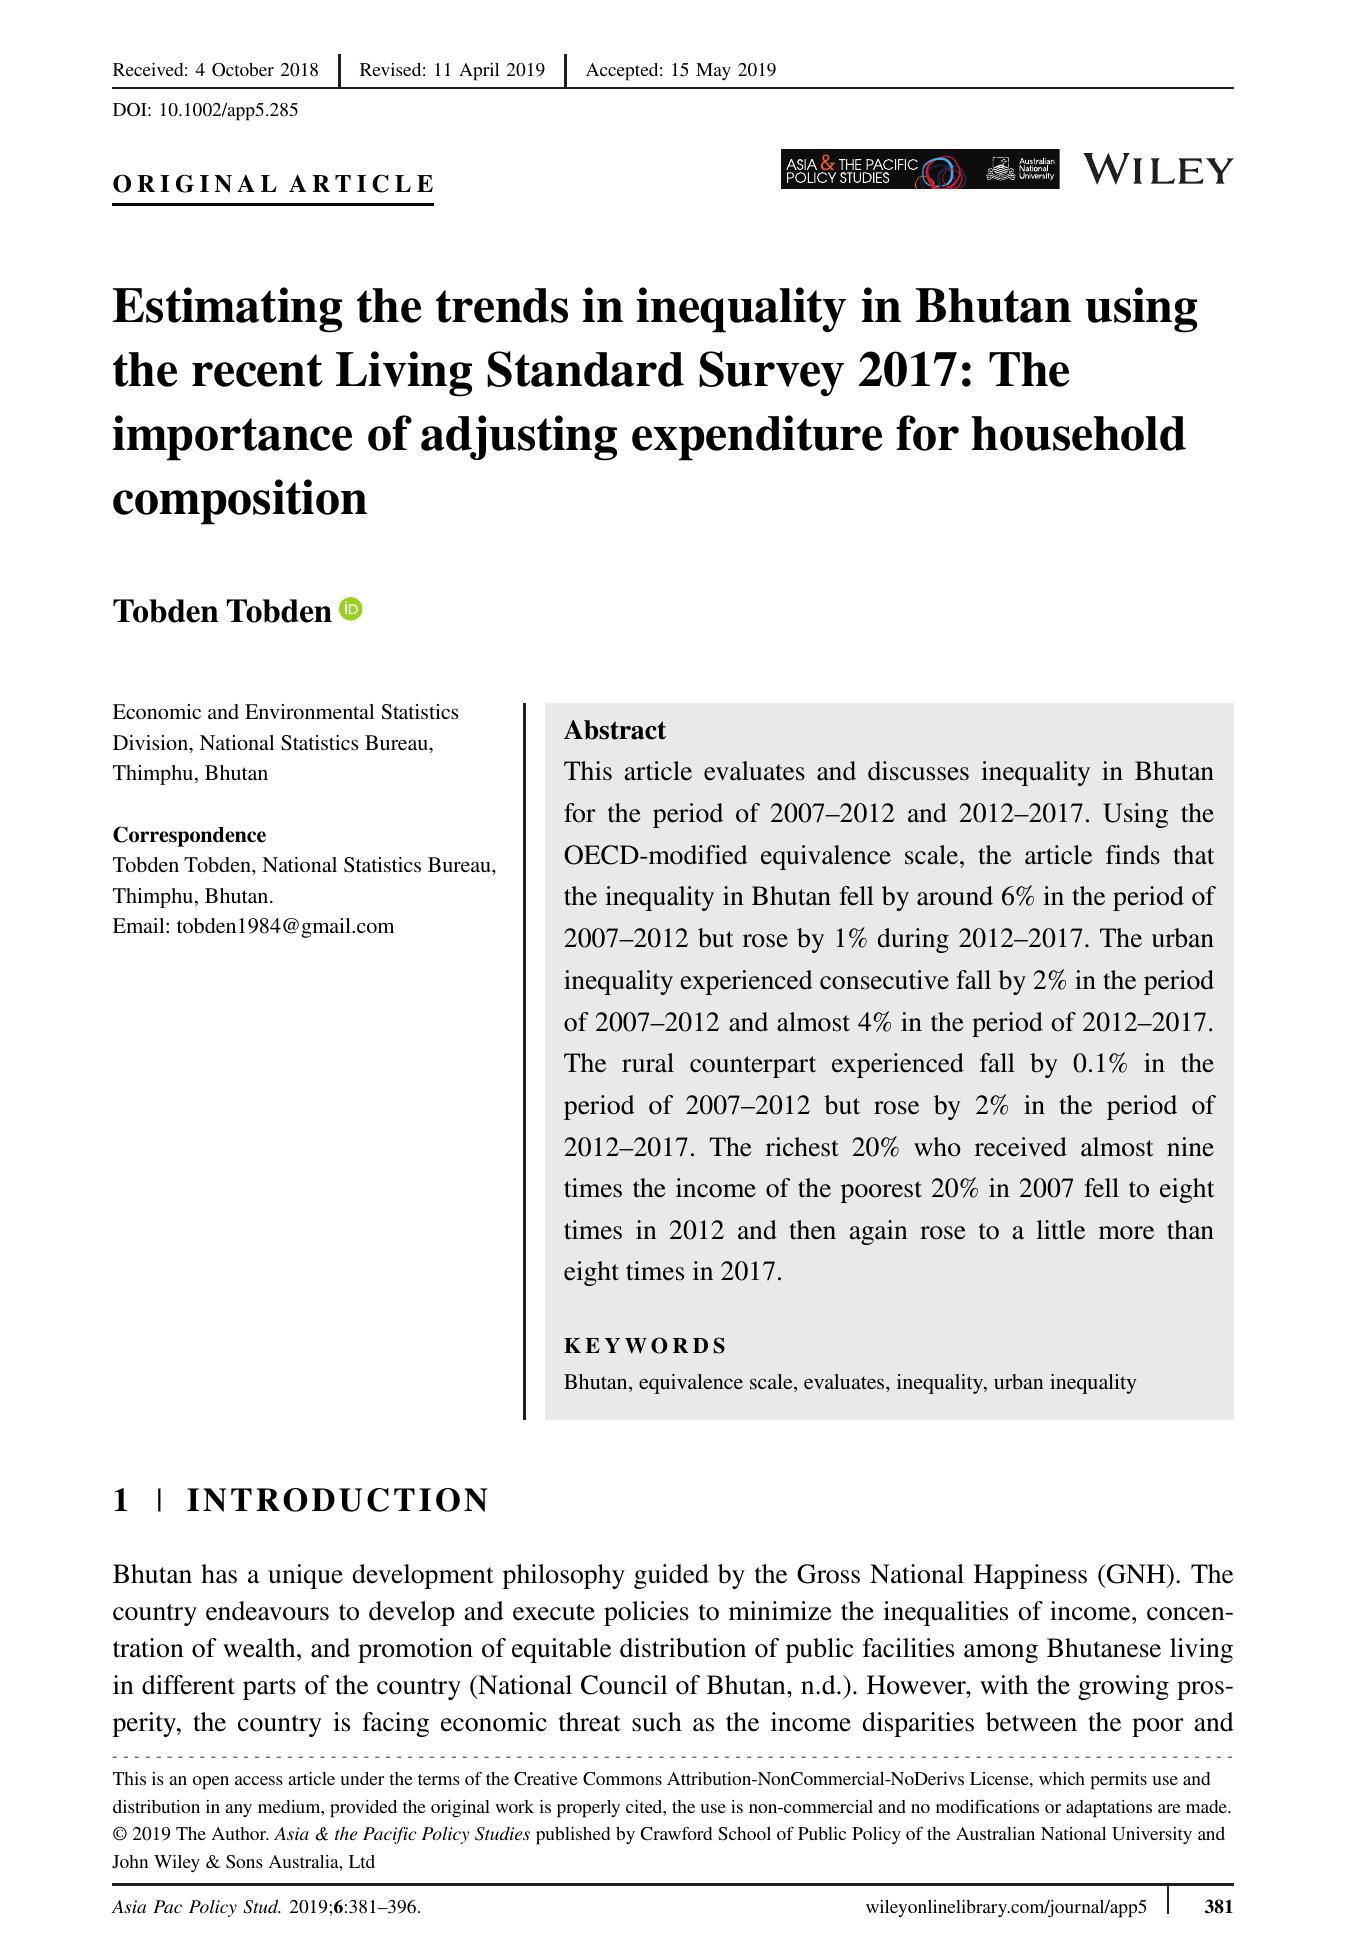 Received: 4 October 2018 | Revised: 11 April 2019 | Accepted: 15 May 2019
DOI: 10.1002/app5.285
ORIGINAL ARTICLE
ASIA & THE PACIFIC POLICY STUDIES
Australian National University
WILEY
Estimating the trends in inequality in Bhutan using
the recent Living Standard Survey 2017: The
importance of adjusting expenditure for household
composition
Tobden Tobden iD
Economic and Environmental Statistics
Division, National Statistics Bureau,
Thimphu, Bhutan
Correspondence
Tobden Tobden, National Statistics Bureau,
Thimphu, Bhutan.
Email: tobden1984@gmail.com
Abstract
This article evaluates and discusses inequality in Bhutan
for the period of 2007–2012 and 2012–2017. Using the
OECD-modified equivalence scale, the article finds that
the inequality in Bhutan fell by around 6% in the period of
2007–2012 but rose by 1% during 2012–2017. The urban
inequality experienced consecutive fall by 2% in the period
of 2007–2012 and almost 4% in the period of 2012–2017.
The rural counterpart experienced fall by 0.1% in the
period of 2007–2012 but rose by 2% in the period of
2012–2017. The richest 20% who received almost nine
times the income of the poorest 20% in 2007 fell to eight
times in 2012 and then again rose to a little more than
eight times in 2017.
KEYWORDS
Bhutan, equivalence scale, evaluates, inequality, urban inequality
1 | INTRODUCTION
Bhutan has a unique development philosophy guided by the Gross National Happiness (GNH). The
country endeavours to develop and execute policies to minimize the inequalities of income, concen-
tration of wealth, and promotion of equitable distribution of public facilities among Bhutanese living
in different parts of the country (National Council of Bhutan, n.d.). However, with the growing pros-
perity, the country is facing economic threat such as the income disparities between the poor and
This is an open access article under the terms of the Creative Commons Attribution-NonCommercial-NoDerivs License, which permits use and
distribution in any medium, provided the original work is properly cited, the use is non-commercial and no modifications or adaptations are made.
© 2019 The Author. Asia & the Pacific Policy Studies published by Crawford School of Public Policy of the Australian National University and
John Wiley & Sons Australia, Ltd
Asia Pac Policy Stud. 2019;6:381–396.
wileyonlinelibrary.com/journal/app5 | 381